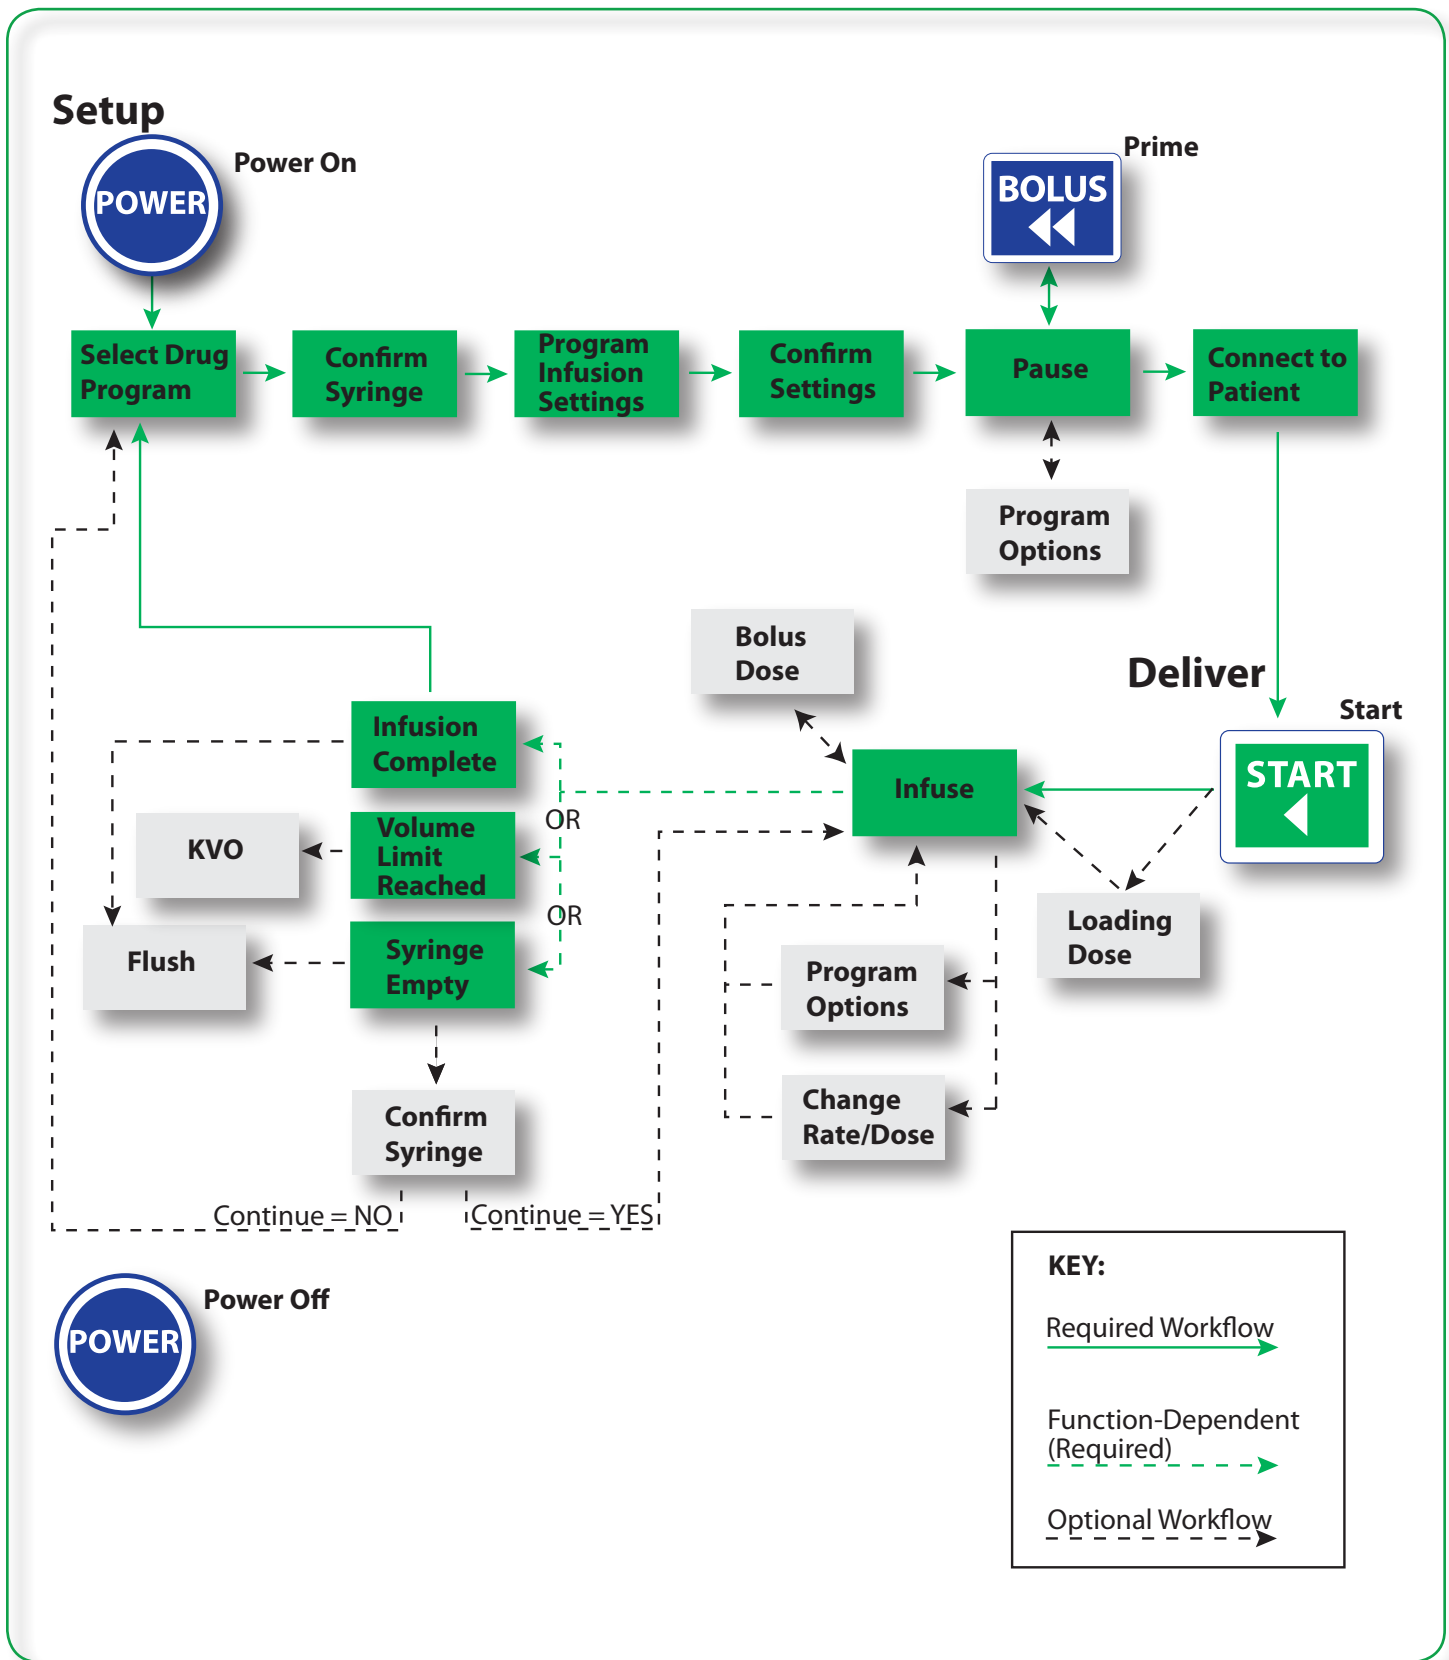 Setup
Power On
POWER
Prime
BOLUS
Select Drug
Program
Confirm
Syringe
Program
Infusion
Settings
Confirm
Settings
Pause
Connect to
Patient
Program
Options
Bolus
Dose
Deliver
Start
START
Infuse
Infusion
Complete
OR
Volume
Limit
Reached
KVO
OR
Syringe
Empty
Flush
Loading
Dose
Program
Options
Change
Rate/Dose
Confirm
Syringe
Continue = NO
Continue = YES
Power Off
POWER
KEY:
Required Workflow
Function-Dependent
(Required)
Optional Workflow